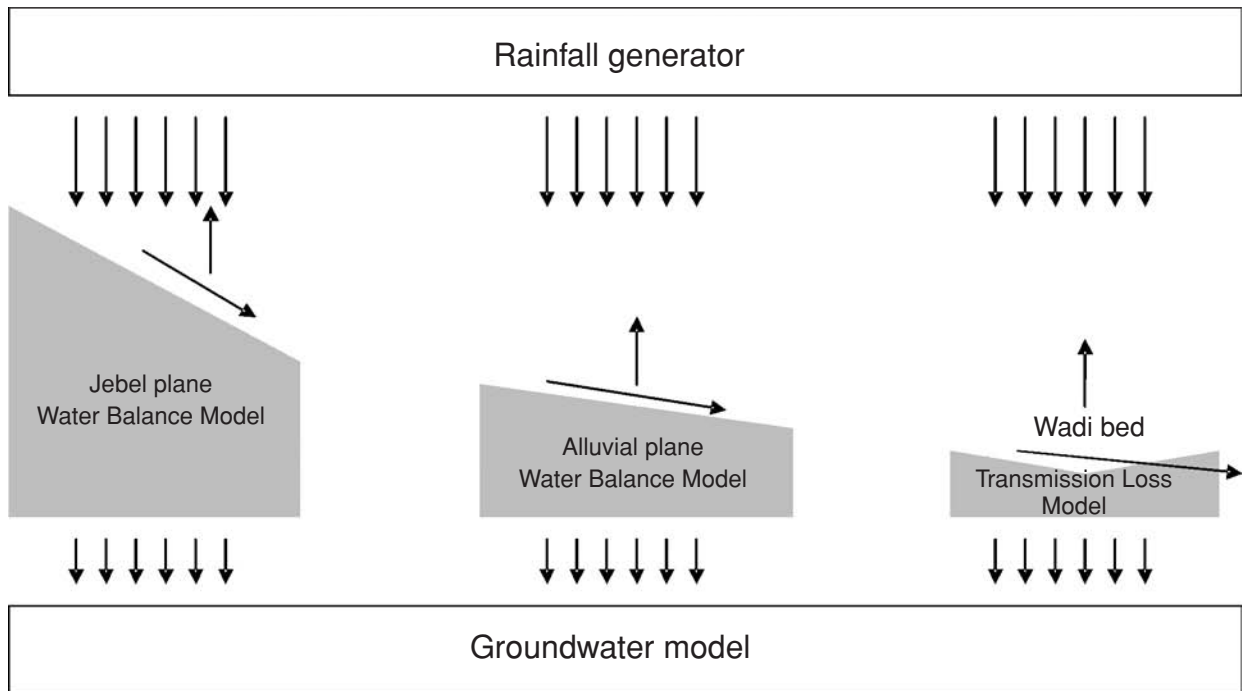 Rainfall generator
Jebel plane
Water Balance Model
Alluvial plane
Water Balance Model
Wadi bed
Transmission Loss
Model
Groundwater model